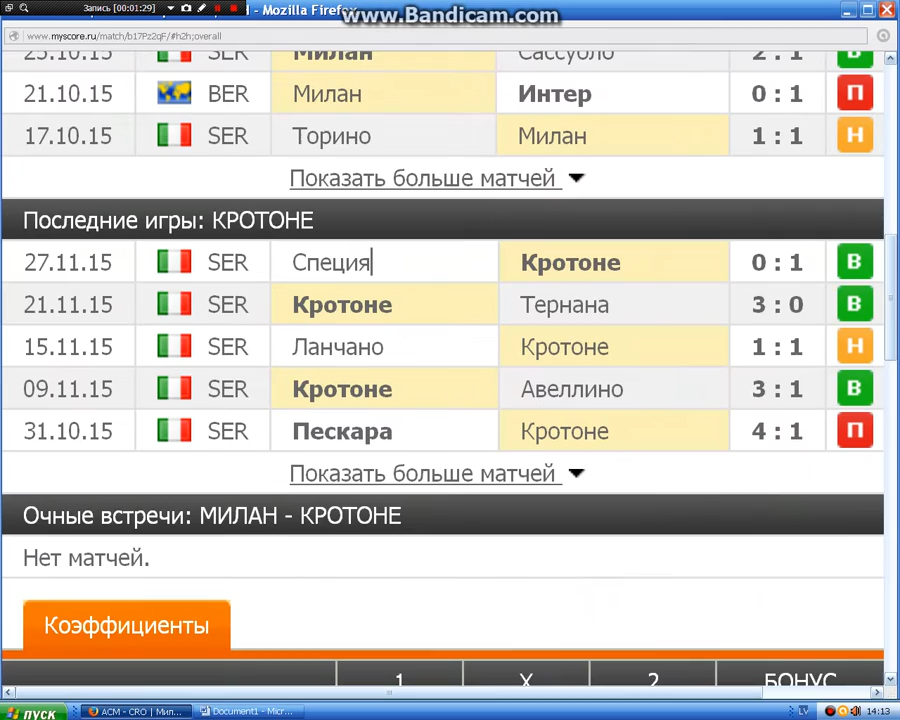 Запись [00:01:29] - Mozilla Firefox
www.Bandicam.com
www.myscore.ru/match/b17Pz2qF/#h2h;overall
25.10.15 SER Милан Сассуоло 2 : 1 В
21.10.15 BER Милан Интер 0 : 1 П
17.10.15 SER Торино Милан 1 : 1 Н
Показать больше матчей
Последние игры: КРОТОНЕ
27.11.15 SER Специя Кротоне 0 : 1 В
21.11.15 SER Кротоне Тернана 3 : 0 В
15.11.15 SER Ланчано Кротоне 1 : 1 Н
09.11.15 SER Кротоне Авеллино 3 : 1 В
31.10.15 SER Пескара Кротоне 4 : 1 П
Показать больше матчей
Очные встречи: МИЛАН - КРОТОНЕ
Нет матчей.
Коэффициенты
1 X 2 БОНУС
пуск ACM - CRO | Мил... Document1 - Micr... LV 14:13